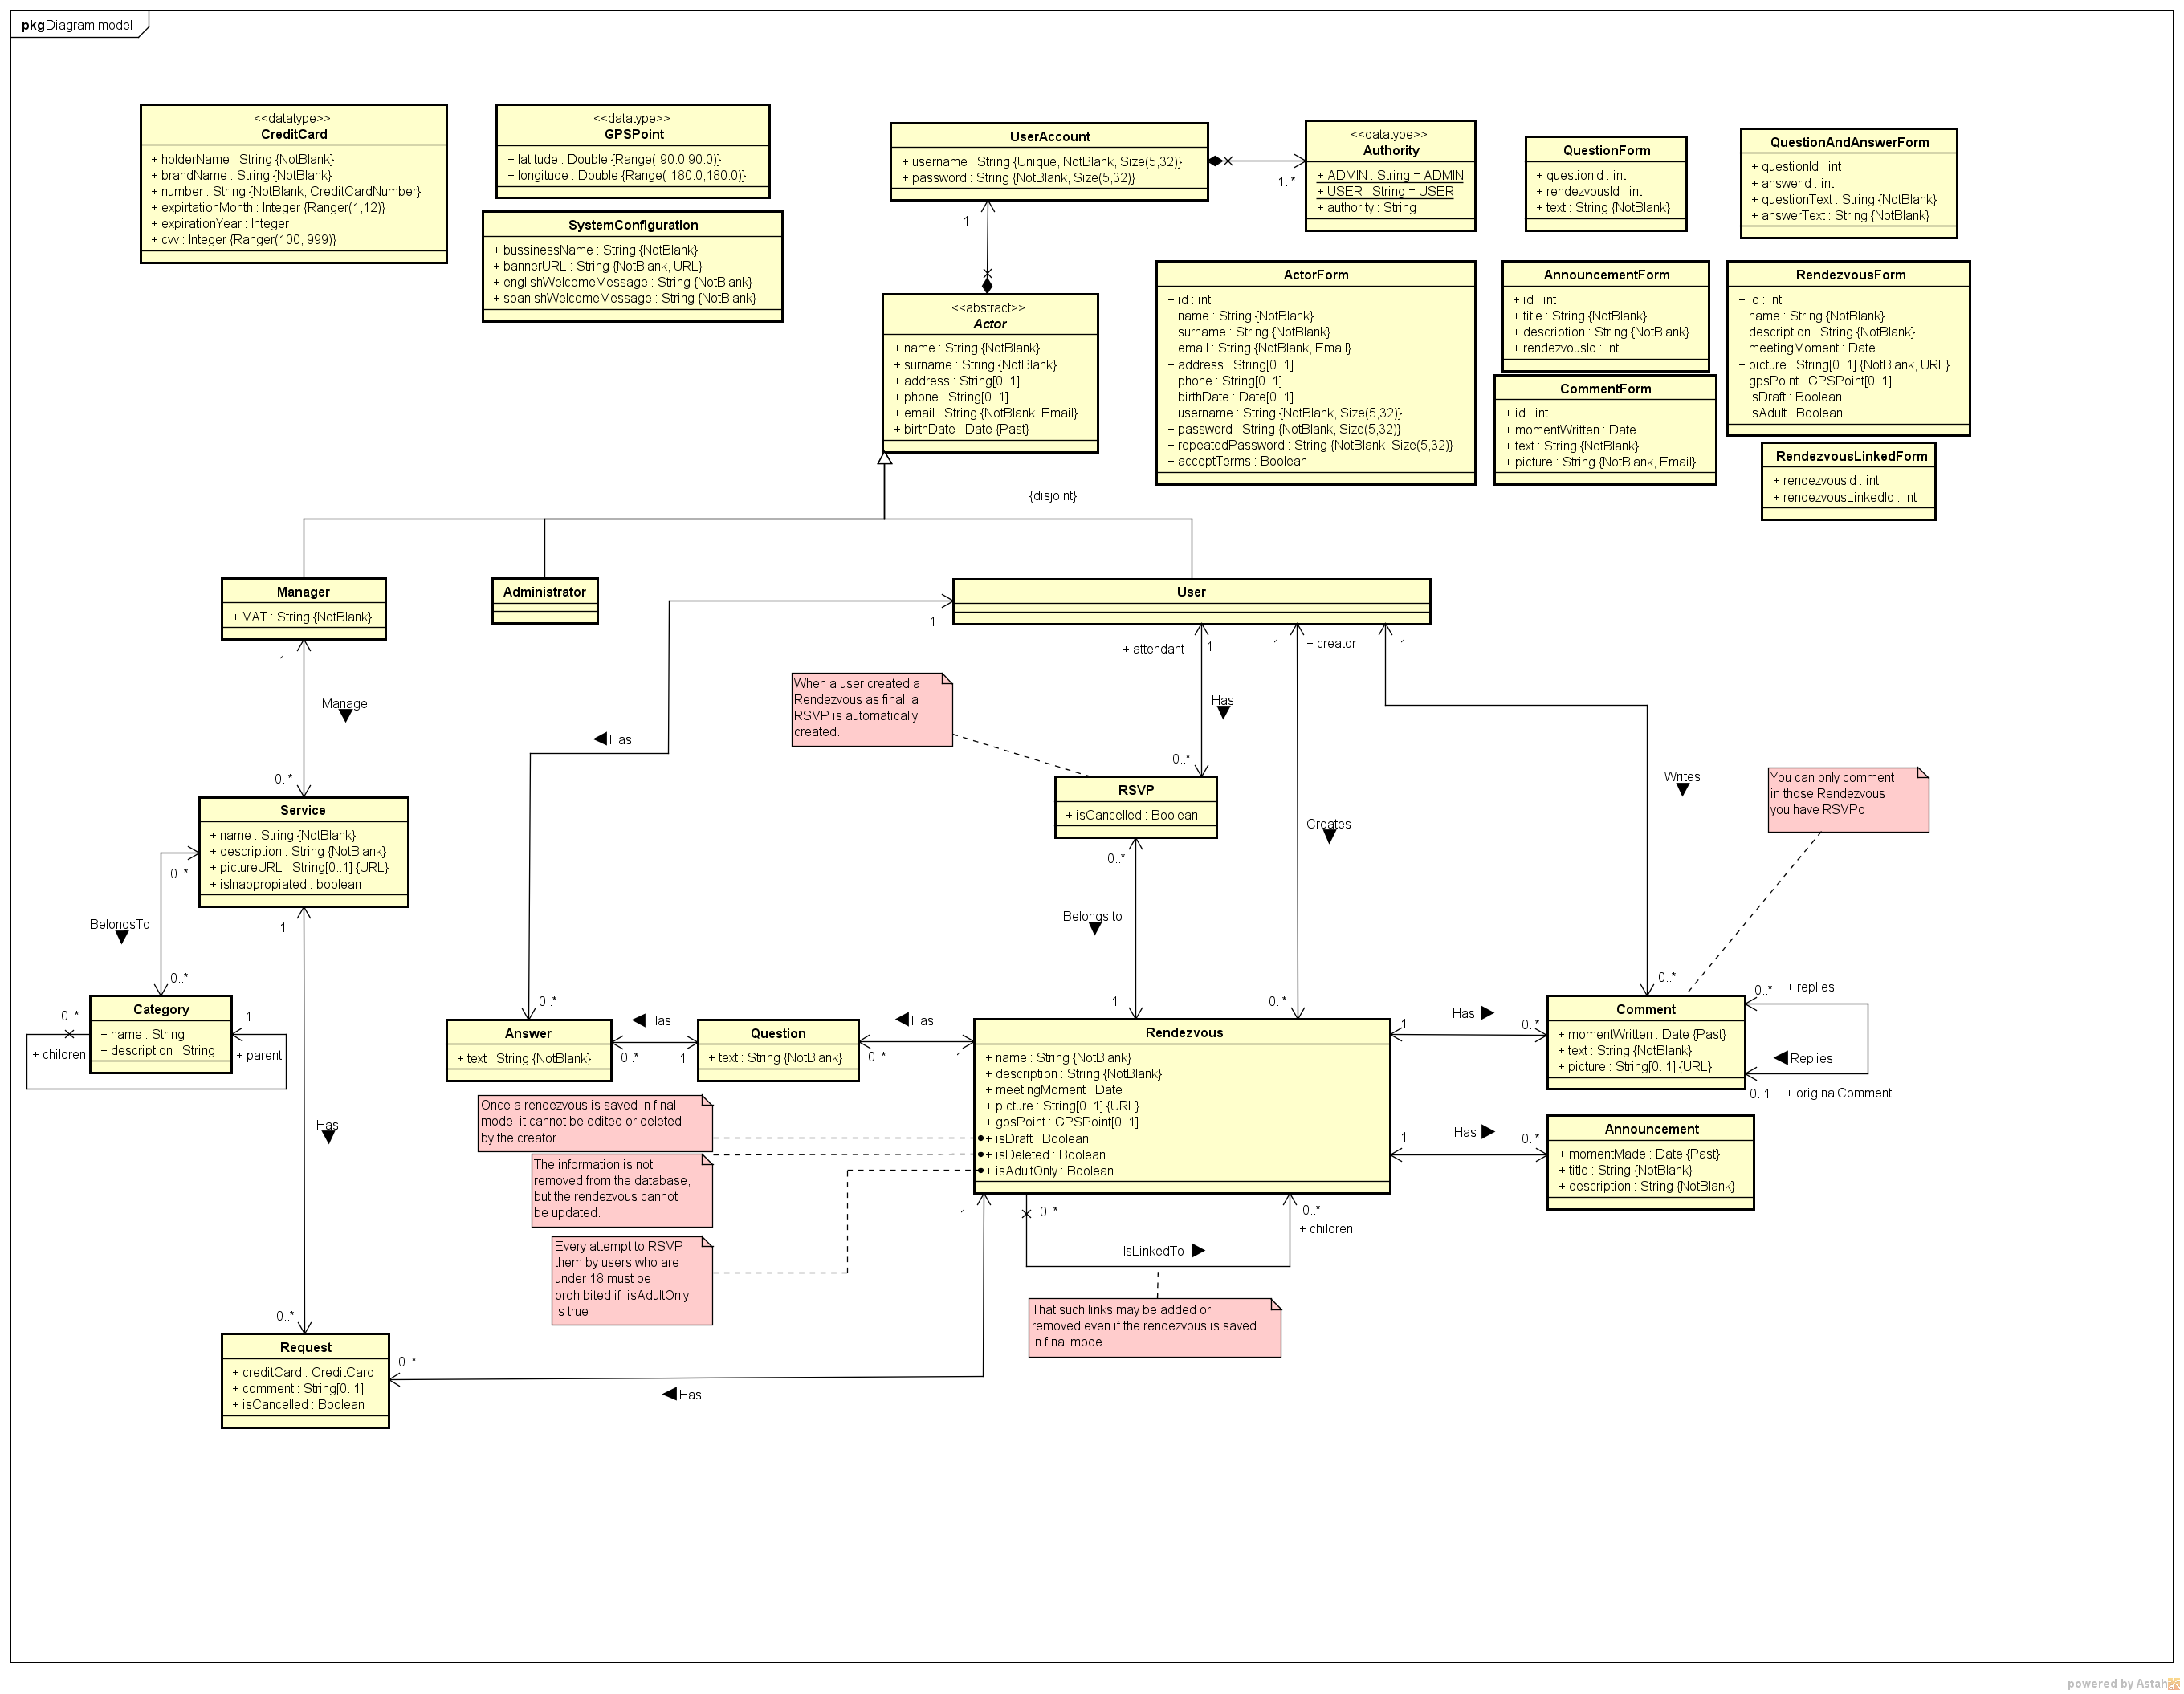 pkg Diagram model
<<datatype>>
CreditCard
+ holderName : String {NotBlank}
+ brandName : String {NotBlank}
+ number : String {NotBlank, CreditCardNumber}
+ expirtationMonth : Integer {Ranger(1,12)}
+ expirationYear : Integer
+ cvv : Integer {Ranger(100, 999)}
<<datatype>>
GPSPoint
+ latitude : Double {Range(-90.0,90.0)}
+ longitude : Double {Range(-180.0,180.0)}
SystemConfiguration
+ bussinessName : String {NotBlank}
+ bannerURL : String {NotBlank, URL}
+ englishWelcomeMessage : String {NotBlank}
+ spanishWelcomeMessage : String {NotBlank}
UserAccount
+ username : String {Unique, NotBlank, Size(5,32)}
+ password : String {NotBlank, Size(5,32)}
1..*
1
<<datatype>>
Authority
+ ADMIN : String = ADMIN
+ USER : String = USER
+ authority : String
QuestionForm
+ questionId : int
+ rendezvousId : int
+ text : String {NotBlank}
QuestionAndAnswerForm
+ questionId : int
+ answerId : int
+ questionText : String {NotBlank}
+ answerText : String {NotBlank}
<<abstract>>
Actor
+ name : String {NotBlank}
+ surname : String {NotBlank}
+ address : String[0..1]
+ phone : String[0..1]
+ email : String {NotBlank, Email}
+ birthDate : Date {Past}
ActorForm
+ id : int
+ name : String {NotBlank}
+ surname : String {NotBlank}
+ email : String {NotBlank, Email}
+ address : String[0..1]
+ phone : String[0..1]
+ birthDate : Date[0..1]
+ username : String {NotBlank, Size(5,32)}
+ password : String {NotBlank, Size(5,32)}
+ repeatedPassword : String {NotBlank, Size(5,32)}
+ acceptTerms : Boolean
AnnouncementForm
+ id : int
+ title : String {NotBlank}
+ description : String {NotBlank}
+ rendezvousId : int
CommentForm
+ id : int
+ momentWritten : Date
+ text : String {NotBlank}
+ picture : String {NotBlank, Email}
RendezvousForm
+ id : int
+ name : String {NotBlank}
+ description : String {NotBlank}
+ meetingMoment : Date
+ picture : String[0..1] {NotBlank, URL}
+ gpsPoint : GPSPoint[0..1]
+ isDraft : Boolean
+ isAdult : Boolean
RendezvousLinkedForm
+ rendezvousId : int
+ rendezvousLinkedId : int
{disjoint}
Manager
+ VAT : String {NotBlank}
Administrator
User
1
+ attendant
1
1
+ creator
1
1
Manage
0..*
Has
When a user created a
Rendezvous as final, a
RSVP is automatically
created.
Has
0..*
RSVP
+ isCancelled : Boolean
0..*
Creates
Writes
You can only comment
in those Rendezvous
you have RSVPd
Service
+ name : String {NotBlank}
+ description : String {NotBlank}
+ pictureURL : String[0..1] {URL}
+ isInappropiated : boolean
0..*
BelongsTo
0..*
1
Belongs to
1
0..*
0..*
0..*
Category
+ name : String
+ description : String
0..*
+ children
1
+ parent
Answer
+ text : String {NotBlank}
Has
0..*
1
Question
+ text : String {NotBlank}
Has
0..*
1
Rendezvous
+ name : String {NotBlank}
+ description : String {NotBlank}
+ meetingMoment : Date
+ picture : String[0..1] {URL}
+ gpsPoint : GPSPoint[0..1]
+ isDraft : Boolean
+ isDeleted : Boolean
+ isAdultOnly : Boolean
1
Has
0..*
Comment
+ momentWritten : Date {Past}
+ text : String {NotBlank}
+ picture : String[0..1] {URL}
0..*
+ replies
Replies
0..1
+ originalComment
1
Has
0..*
Announcement
+ momentMade : Date {Past}
+ title : String {NotBlank}
+ description : String {NotBlank}
Once a rendezvous is saved in final
mode, it cannot be edited or deleted
by the creator.
The information is not
removed from the database,
but the rendezvous cannot
be updated.
Every attempt to RSVP
them by users who are
under 18 must be
prohibited if isAdultOnly
is true
Has
1
0..*
0..*
+ children
IsLinkedTo
That such links may be added or
removed even if the rendezvous is saved
in final mode.
0..*
Request
+ creditCard : CreditCard
+ comment : String[0..1]
+ isCancelled : Boolean
0..*
Has
powered by Astah